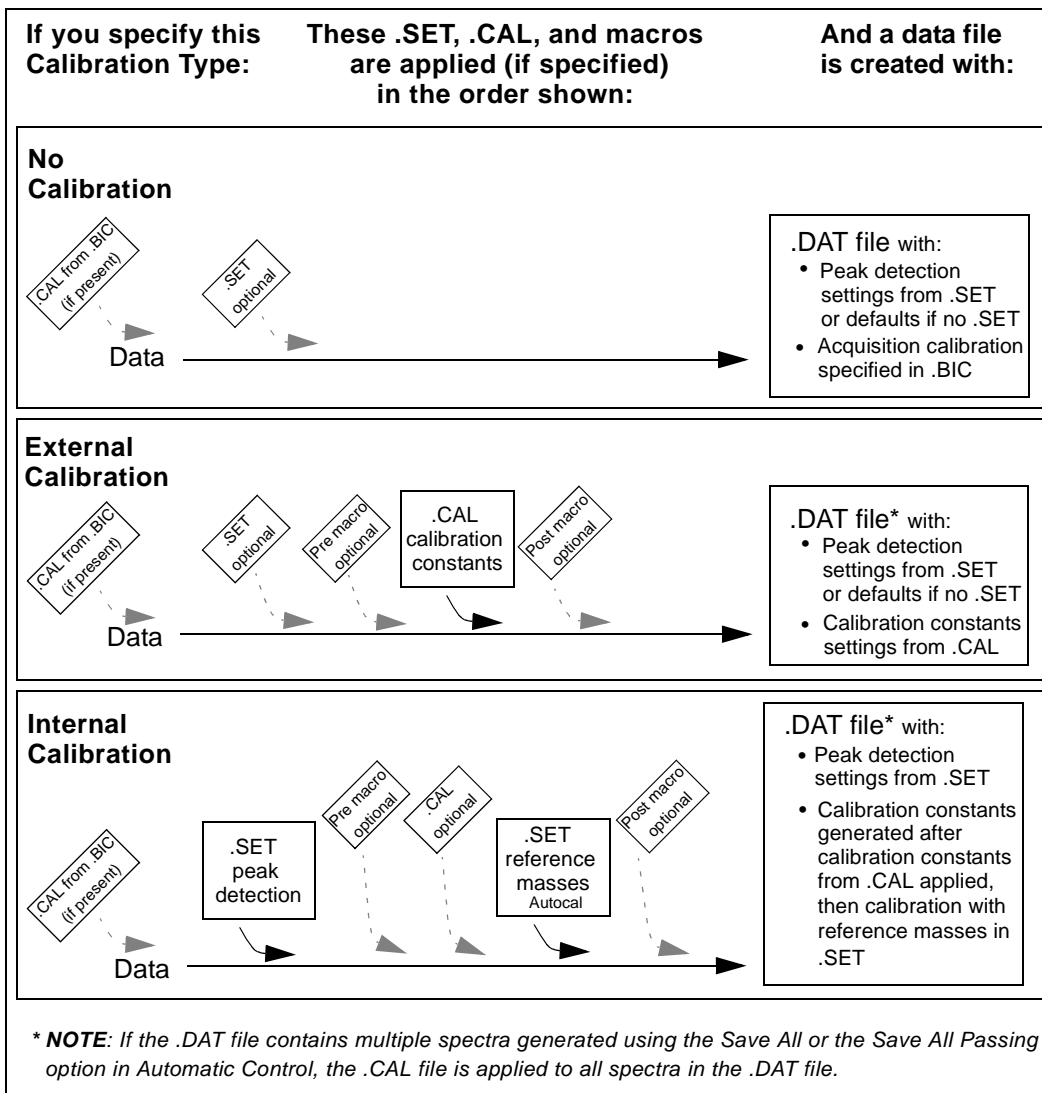 If you specify this
Calibration Type:
These .SET, .CAL, and macros
are applied (if specified)
in the order shown:
And a data file
is created with:
No
Calibration
.CAL from .BIC
(if present)
.SET
optional
Data
.DAT file with:
• Peak detection
settings from .SET
or defaults if no .SET
• Acquisition calibration
specified in .BIC
External
Calibration
.CAL from .BIC
(if present)
.SET
optional
Pre macro
optional
.CAL
calibration
constants
Post macro
optional
Data
.DAT file* with:
• Peak detection
settings from .SET
or defaults if no .SET
• Calibration constants
settings from .CAL
Internal
Calibration
.CAL from .BIC
(if present)
.SET
peak
detection
Pre macro
optional
.CAL
optional
.SET
reference
masses
Autocal
Post macro
optional
Data
.DAT file* with:
• Peak detection
settings from .SET
• Calibration constants
generated after
calibration constants
from .CAL applied,
then calibration with
reference masses in
.SET
* NOTE: If the .DAT file contains multiple spectra generated using the Save All or the Save All Passing
option in Automatic Control, the .CAL file is applied to all spectra in the .DAT file.